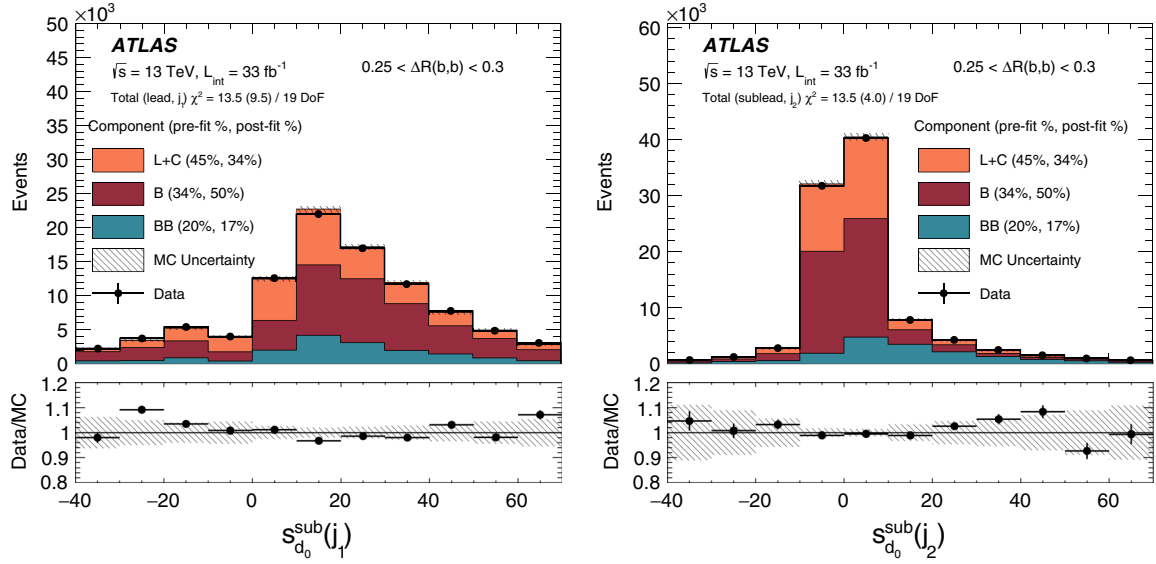 ×10³
50
45
40
35
30
25
20
15
10
5
0
Events
ATLAS
√s = 13 TeV, L_int = 33 fb⁻¹
0.25 < ΔR(b,b) < 0.3
Total (lead, j₁) χ² = 13.5 (9.5) / 19 DoF
Component (pre-fit %, post-fit %)
L+C (45%, 34%)
B (34%, 50%)
BB (20%, 17%)
MC Uncertainty
Data
1.2
1.1
1
0.9
0.8
Data/MC
−40 −20 0 20 40 60
s_{d₀}^{sub}(j₁)
×10³
60
50
40
30
20
10
0
Events
ATLAS
√s = 13 TeV, L_int = 33 fb⁻¹
0.25 < ΔR(b,b) < 0.3
Total (sublead, j₂) χ² = 13.5 (4.0) / 19 DoF
Component (pre-fit %, post-fit %)
L+C (45%, 34%)
B (34%, 50%)
BB (20%, 17%)
MC Uncertainty
Data
1.2
1.1
1
0.9
0.8
Data/MC
−40 −20 0 20 40 60
s_{d₀}^{sub}(j₂)